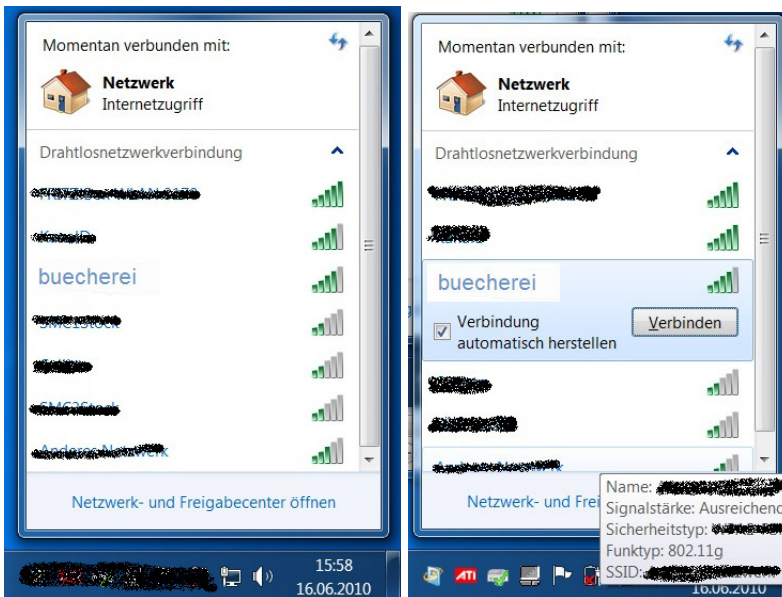 Momentan verbunden mit:
Netzwerk
Internetzugriff
Drahtlosnetzwerkverbindung
buecherei
Netzwerk- und Freigabecenter öffnen
15:58
16.06.2010
Momentan verbunden mit:
Netzwerk
Internetzugriff
Drahtlosnetzwerkverbindung
buecherei
Verbindung
automatisch herstellen
Verbinden
Netzwerk- und Frei
Name:
Signalstärke: Ausreichend
Sicherheitstyp:
Funktyp: 802.11g
SSID:
ATI
16.06.2010